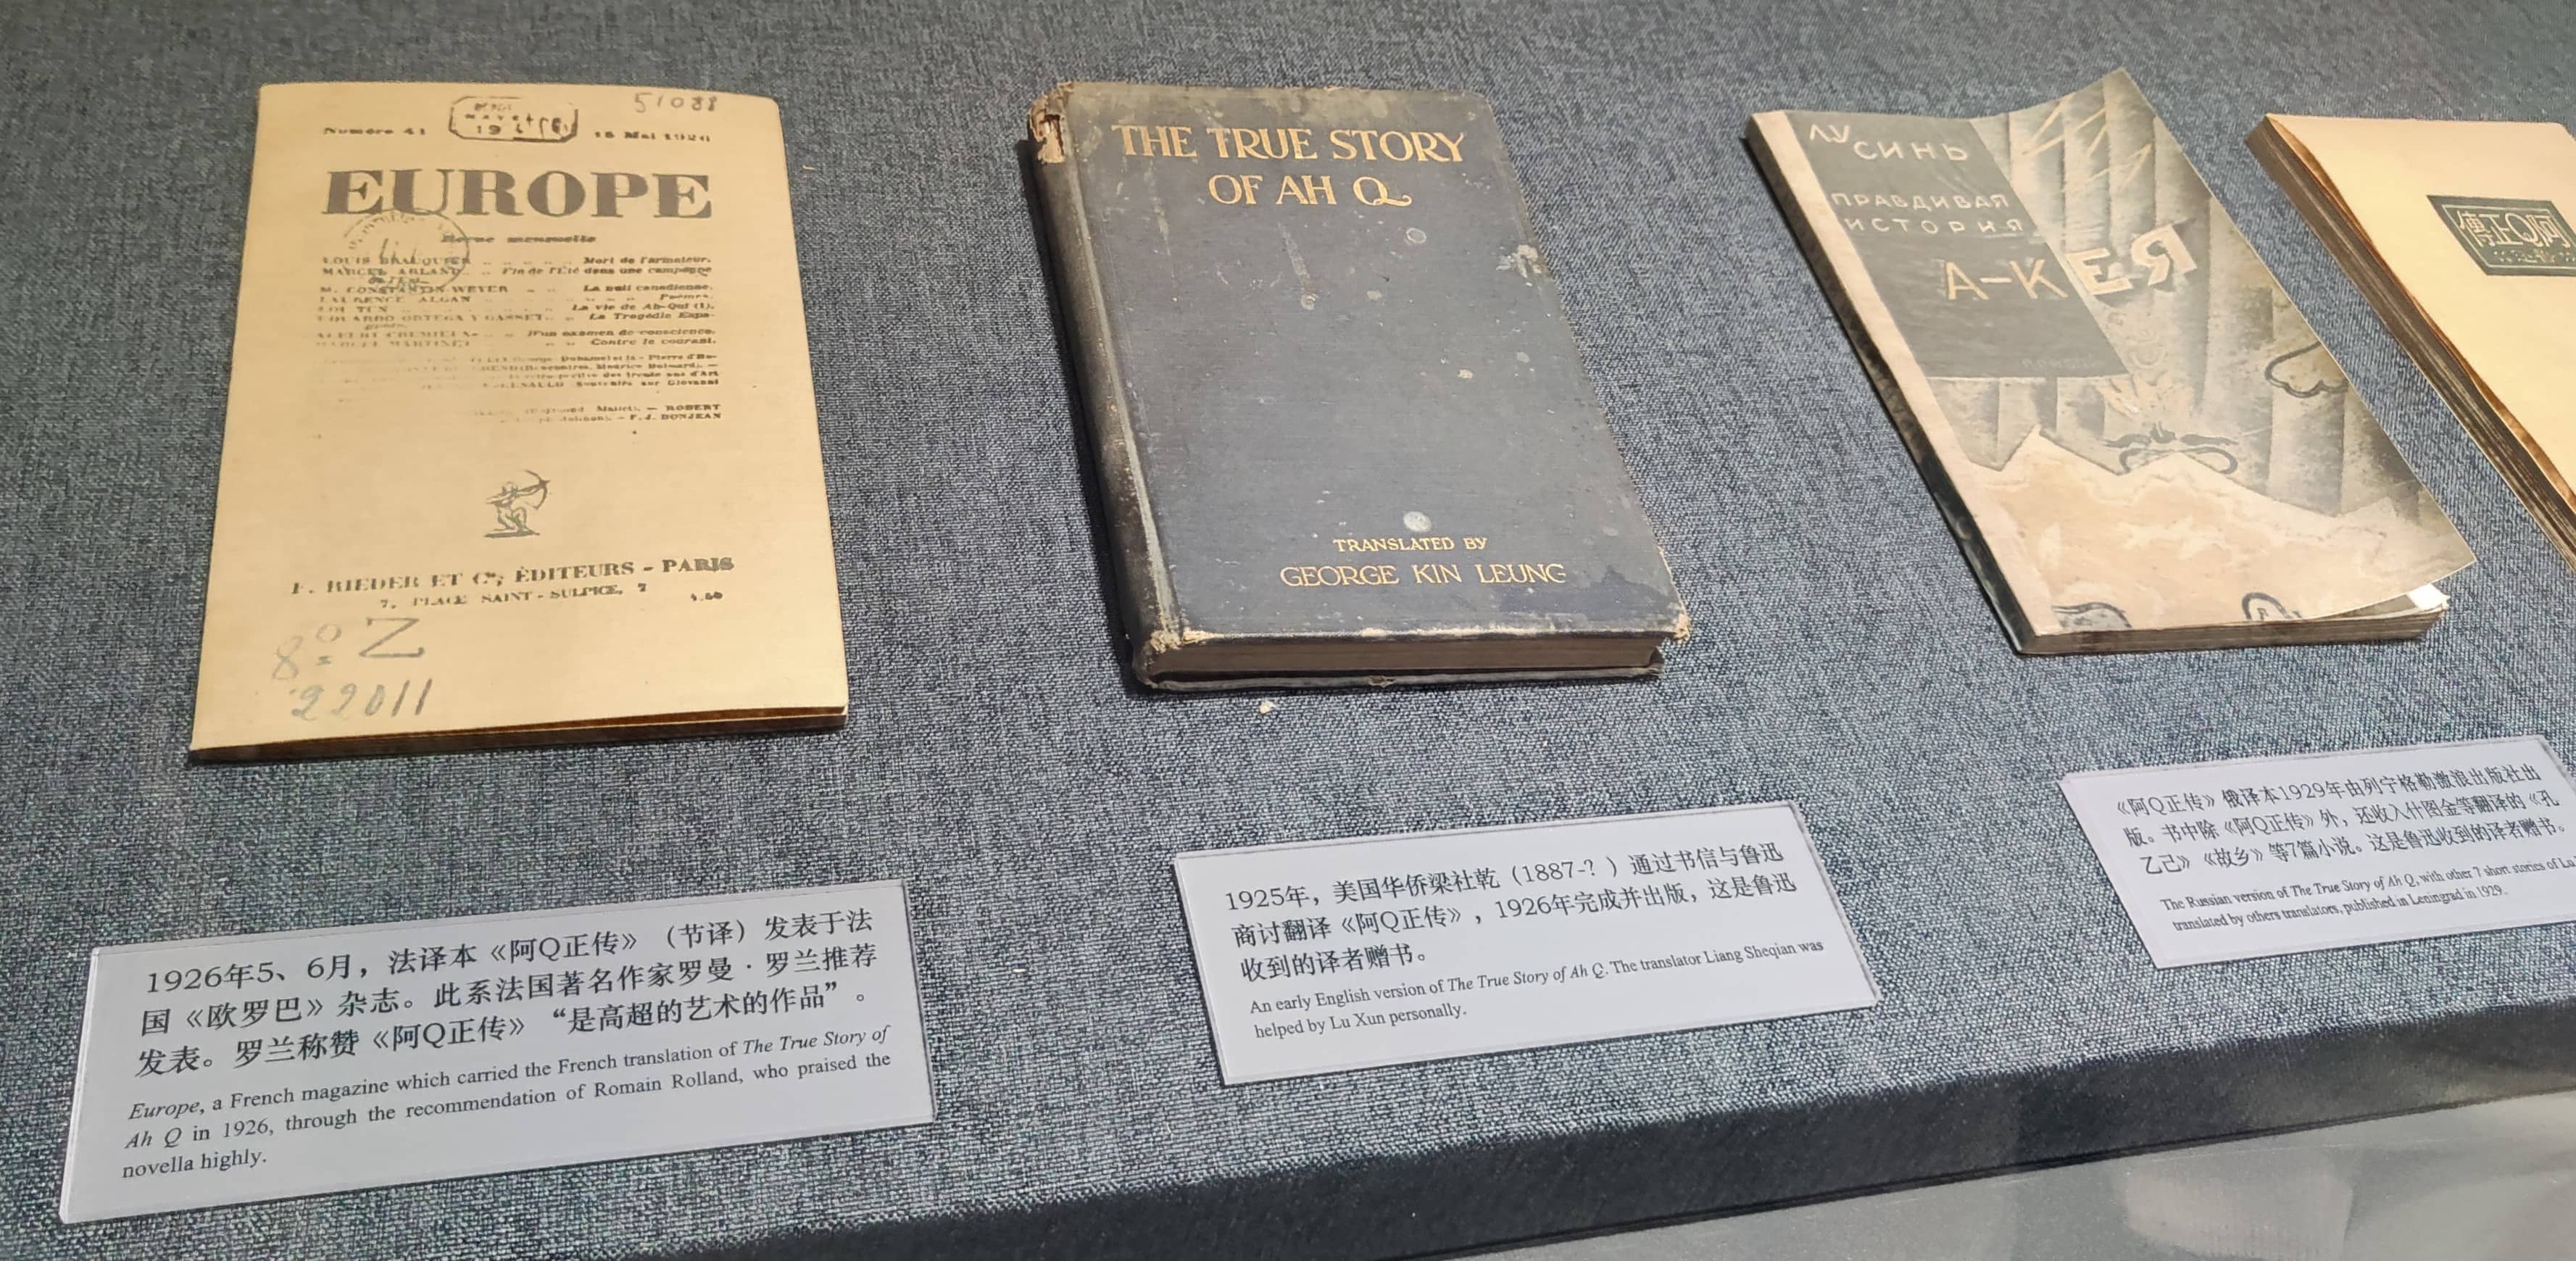 51088
Numéro 41
15 Mai 1926
EUROPE
Revue mensuelle
LOUIS BRAUQUIER Mort de l'armateur.
MARCEL ARLAND Fin de l'Été dans une campagne
M. CONSTANTIN-WEYER La nuit canadienne.
LAURENCE ALGAN Poèmes.
LOU TUN La vie de Ah-Qui (1).
EDUARDO ORTEGA Y GASSET La Tragédie Espa-
ALBERT CREMIEUX D'un examen de conscience.
MARCEL MARTINET Contre le courant.
ROBERT
F. J. BONJEAN
F. RIEDER ET Cie, ÉDITEURS - PARIS
7, PLACE SAINT-SULPICE, 7
8° Z
22011
1926年5、6月，法译本《阿Q正传》（节译）发表于法
国《欧罗巴》杂志。此系法国著名作家罗曼·罗兰推荐
发表。罗兰称赞《阿Q正传》“是高超的艺术的作品”。
Europe, a French magazine which carried the French translation of The True Story of
Ah Q in 1926, through the recommendation of Romain Rolland, who praised the
novella highly.
THE TRUE STORY
OF AH Q
TRANSLATED BY
GEORGE KIN LEUNG
1925年，美国华侨梁社乾（1887-?）通过书信与鲁迅
商讨翻译《阿Q正传》，1926年完成并出版，这是鲁迅
收到的译者赠书。
An early English version of The True Story of Ah Q. The translator Liang Sheqian was
helped by Lu Xun personally.
ЛУ
СИНЬ
ПРАВДИВАЯ
ИСТОРИЯ
А-КЕЯ
《阿Q正传》俄译本1929年由列宁格勒激浪出版社出
版。书中除《阿Q正传》外，还收入什图金等翻译的《孔
乙己》《故乡》等7篇小说。这是鲁迅收到的译者赠书。
The Russian version of The True Story of Ah Q, with other 7 short stories of Lu
translated by others translators, published in Leningrad in 1929.
傳正Q阿